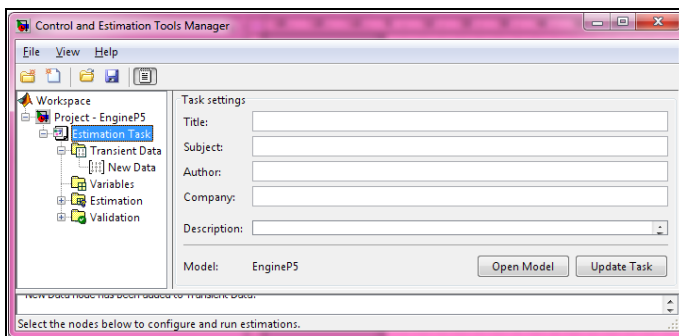 Control and Estimation Tools Manager
File View Help
Workspace
Project - EngineP5
Estimation Task
Transient Data
New Data
Variables
Estimation
Validation
Task settings
Title:
Subject:
Author:
Company:
Description:
Model: EngineP5 Open Model Update Task
New Data node has been added to Transient Data.
Select the nodes below to configure and run estimations.